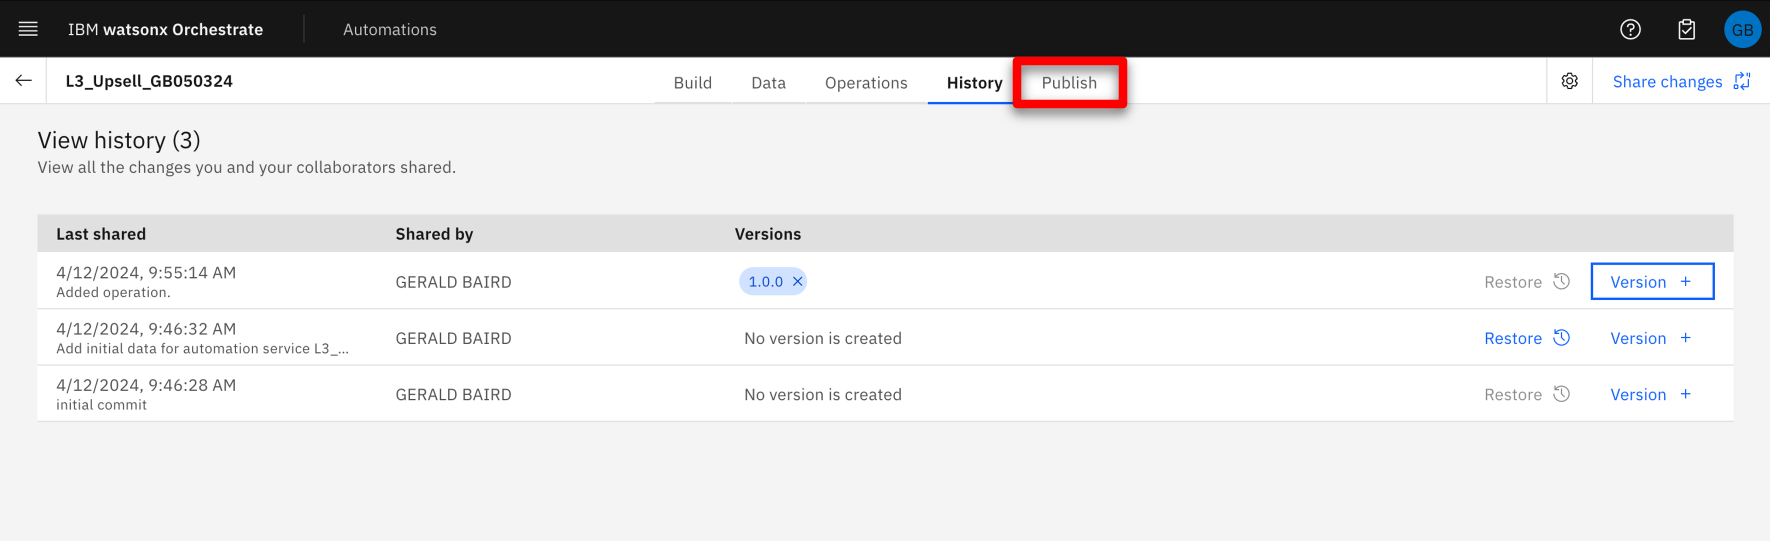 IBM watsonx Orchestrate
Automations
GB
L3_Upsell_GB050324
Build
Data
Operations
History
Publish
Share changes
View history (3)
View all the changes you and your collaborators shared.
Last shared
Shared by
Versions
4/12/2024, 9:55:14 AM
Added operation.
GERALD BAIRD
1.0.0
Restore
Version
4/12/2024, 9:46:32 AM
Add initial data for automation service L3_...
GERALD BAIRD
No version is created
Restore
Version
4/12/2024, 9:46:28 AM
initial commit
GERALD BAIRD
No version is created
Restore
Version